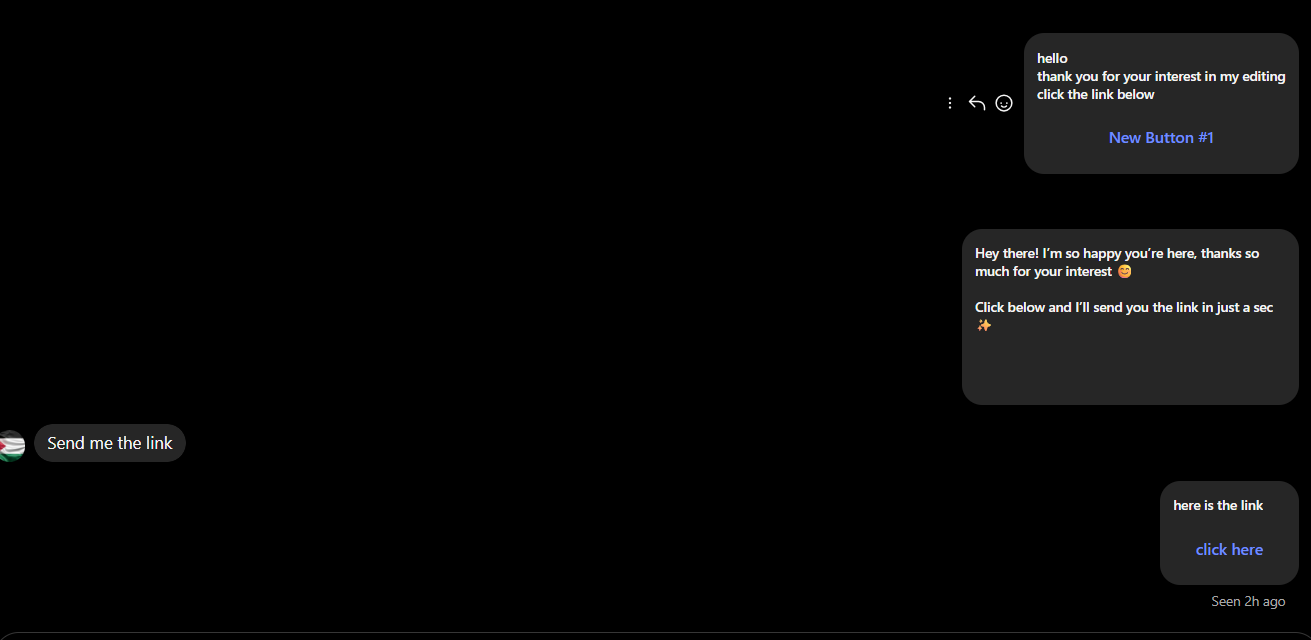 hello
thank you for your interest in my editing
click the link below
New Button #1
Hey there! I’m so happy you’re here, thanks so
much for your interest 😊
Click below and I’ll send you the link in just a sec
✨
Send me the link
here is the link
click here
Seen 2h ago